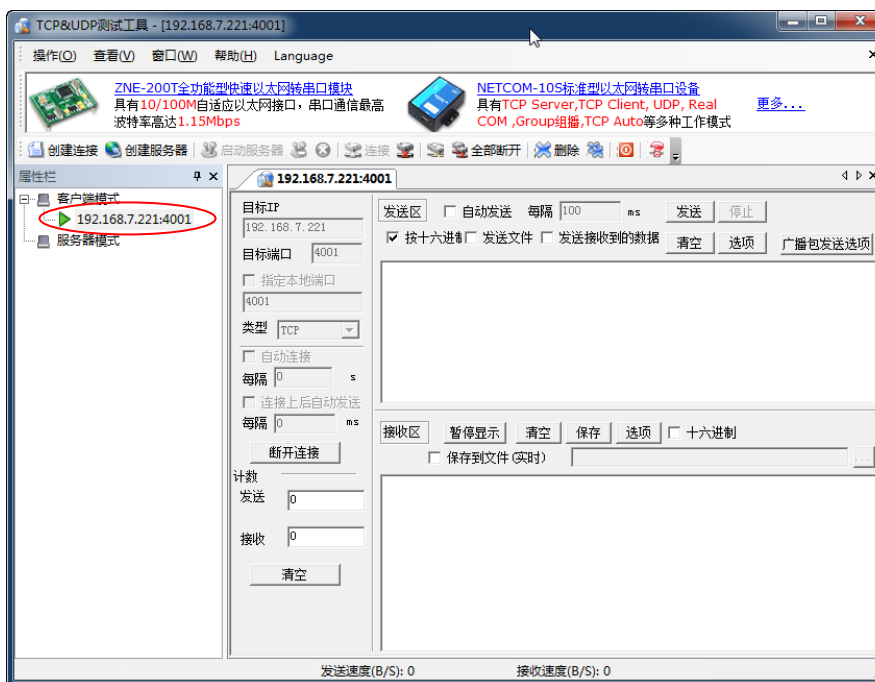 TCP&UDP测试工具 - [192.168.7.221:4001]
操作(O) 查看(V) 窗口(W) 帮助(H) Language
ZNE-200T全功能型快速以太网转串口模块
具有10/100M自适应以太网接口，串口通信最高
波特率高达1.15Mbps
NETCOM-10S标准型以太网转串口设备
具有TCP Server,TCP Client, UDP, Real
COM ,Group组播,TCP Auto等多种工作模式
更多...
创建连接 创建服务器 启动服务器 连接 全部断开 删除
属性栏
客户端模式
192.168.7.221:4001
服务器模式
192.168.7.221:4001
目标IP
192.168.7.221
目标端口 4001
指定本地端口
4001
类型 TCP
自动连接
每隔 0 s
连接上后自动发送
每隔 0 ms
断开连接
计数
发送 0
接收 0
清空
发送区 自动发送 每隔 100 ms 发送 停止
按十六进制 发送文件 发送接收到的数据 清空 选项 广播包发送选项
接收区 暂停显示 清空 保存 选项 十六进制
保存到文件(实时) ...
发送速度(B/S): 0 接收速度(B/S): 0